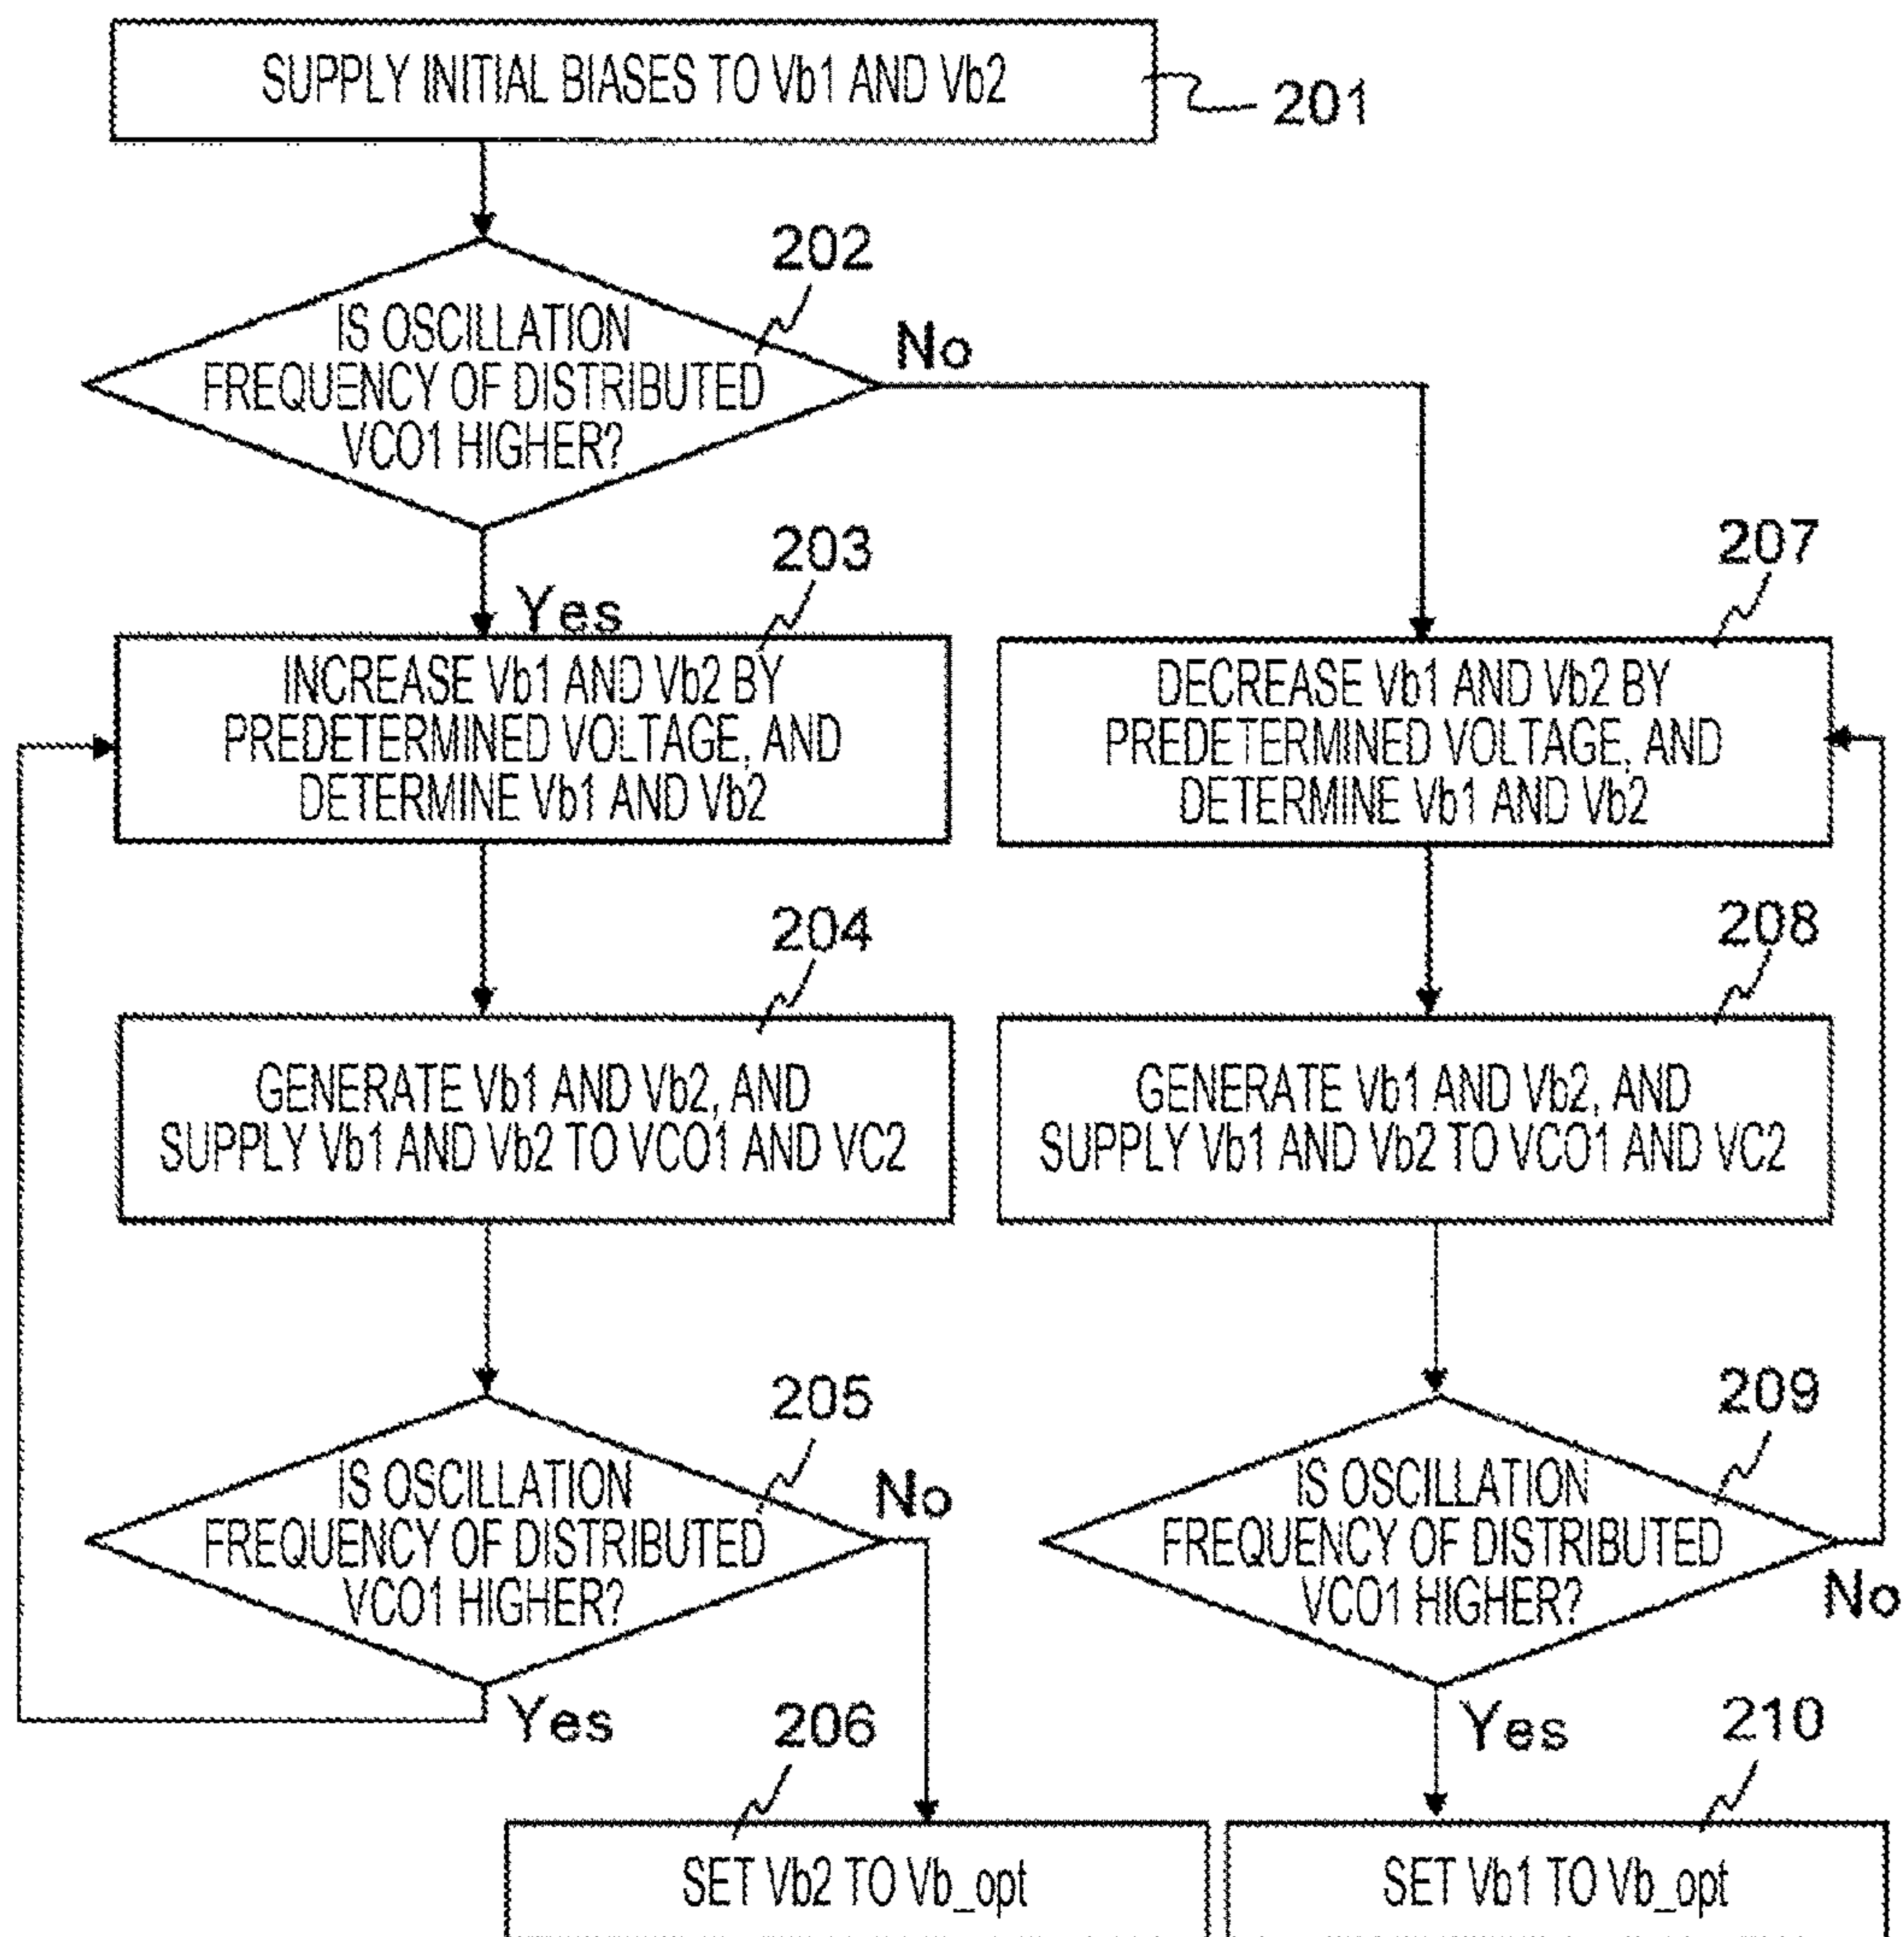 SUPPLY INITIAL BIASES TO Vb1 AND Vb2
201
202
IS OSCILLATION
FREQUENCY OF DISTRIBUTED
VCO1 HIGHER?
No
Yes
203
INCREASE Vb1 AND Vb2 BY
PREDETERMINED VOLTAGE, AND
DETERMINE Vb1 AND Vb2
207
DECREASE Vb1 AND Vb2 BY
PREDETERMINED VOLTAGE, AND
DETERMINE Vb1 AND Vb2
204
GENERATE Vb1 AND Vb2, AND
SUPPLY Vb1 AND Vb2 TO VCO1 AND VC2
208
GENERATE Vb1 AND Vb2, AND
SUPPLY Vb1 AND Vb2 TO VCO1 AND VC2
205
IS OSCILLATION
FREQUENCY OF DISTRIBUTED
VCO1 HIGHER?
No
Yes
209
IS OSCILLATION
FREQUENCY OF DISTRIBUTED
VCO1 HIGHER?
No
Yes
206
SET Vb2 TO Vb_opt
210
SET Vb1 TO Vb_opt